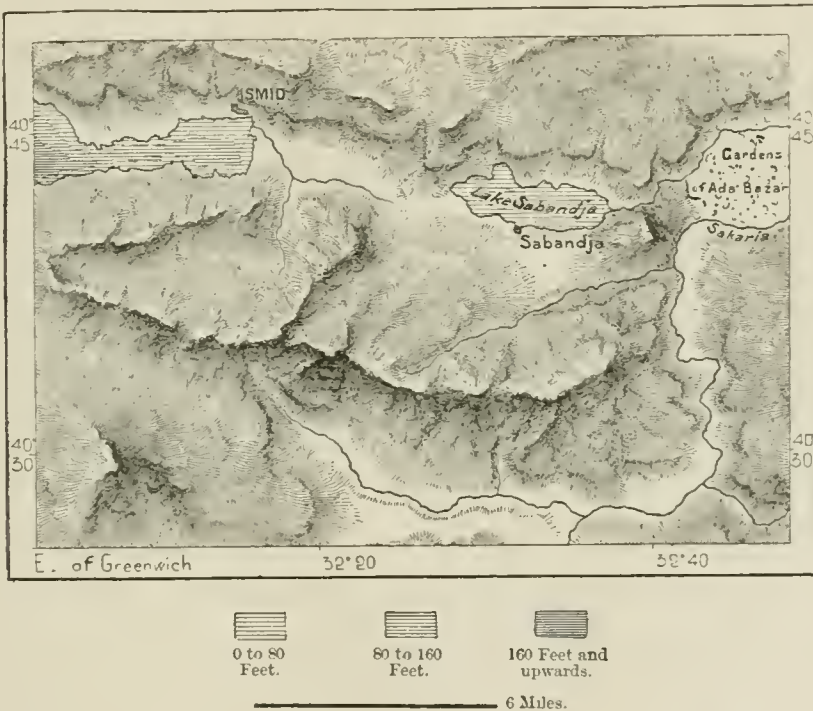 ISMID
40°
45'
40
45'
Gardens
Ada Bazar
Lake Sabandja
Sabandja
Sakaria
40°
30'
40
30
E. of Greenwich
32°20
32°40
0 to 80
Feet.
80 to 160
Feet.
160 Feet and
upwards.
6 Miles.